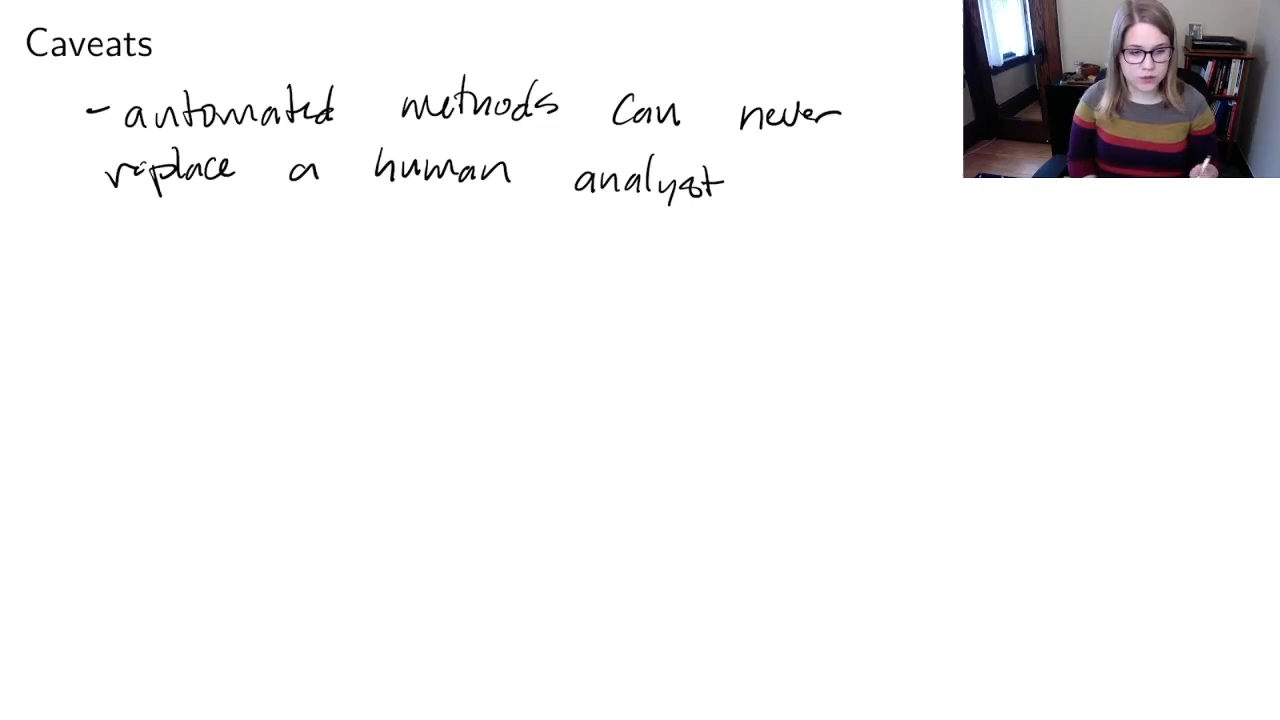 Caveats
- automated methods can never
replace a human analyst